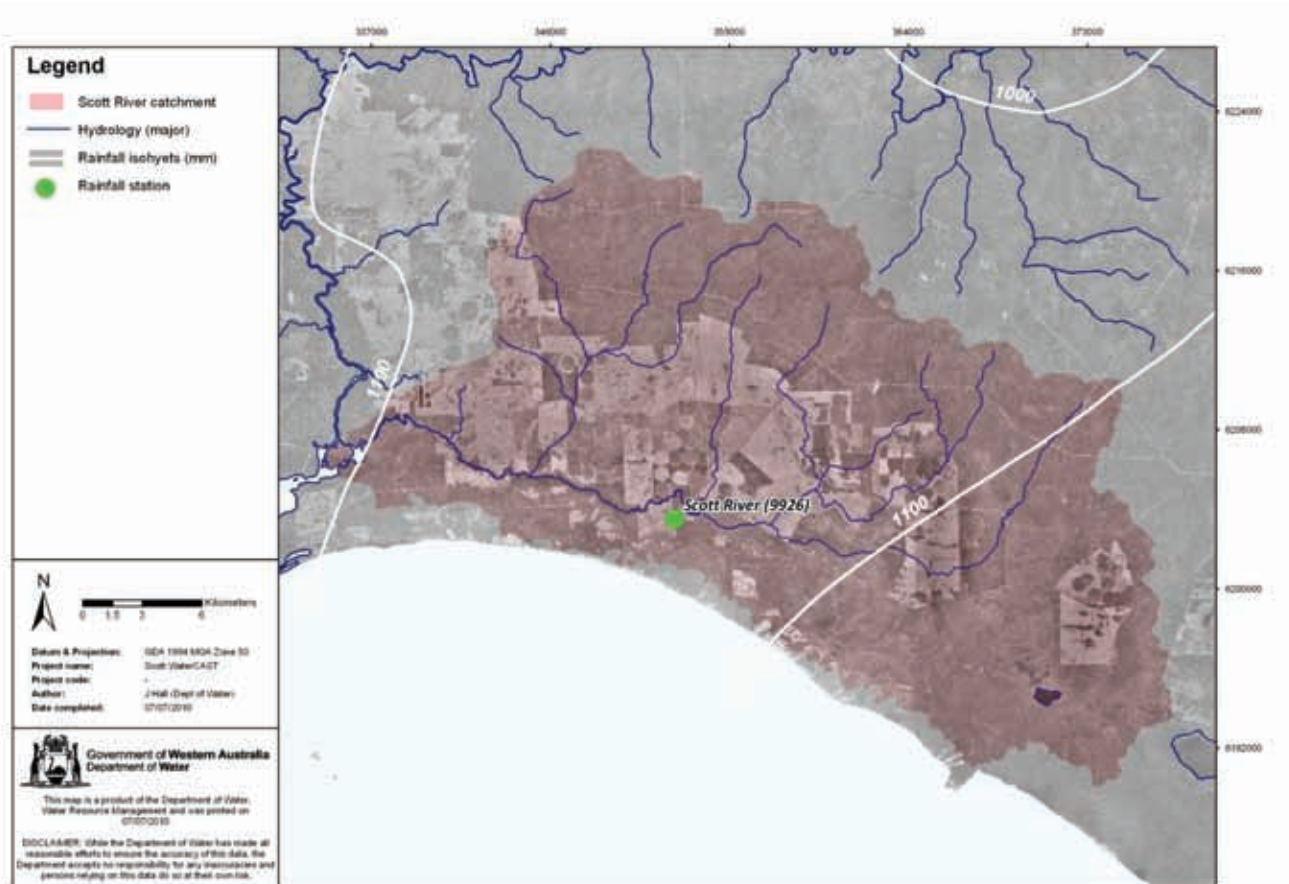 337000 346000 355000 364000 373000
Legend
Scott River catchment
Hydrology (major)
Rainfall isohyets (mm)
Rainfall station
1000
6224000
6216000
1100
6208000
Scott River (9926)
1100
6200000
6192000
N
0 1.5 3 6 Kilometers
Datum & Projection: GDA 1994 MGA Zone 50
Project name: Scott WaterCAST
Project code: -
Author: J Hall (Dept of Water)
Date completed: 07/07/2010
Government of Western Australia
Department of Water
This map is a product of the Department of Water,
Water Resource Management and was printed on
07/07/2010
DISCLAIMER: While the Department of Water has made all
reasonable efforts to ensure the accuracy of this data, the
Department accepts no responsibility for any inaccuracies and
persons relying on this data do so at their own risk.